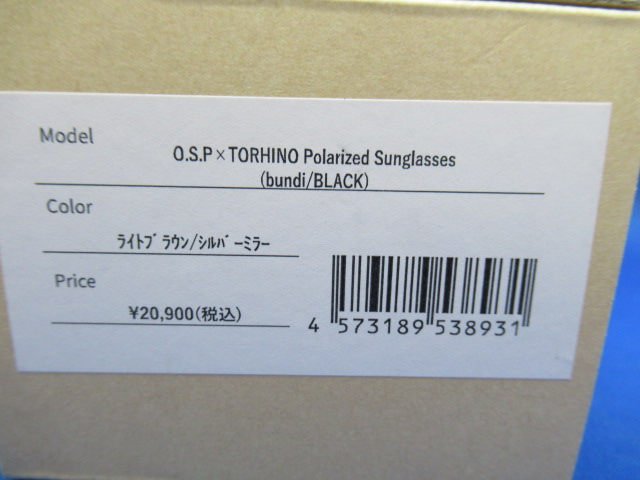 Model
O.S.P×TORHINO Polarized Sunglasses
(bundi/BLACK)
Color
ﾗｲﾄﾌﾞﾗｳﾝ/ｼﾙﾊﾞｰﾐﾗｰ
Price
¥20,900(税込)
4 573189 538931